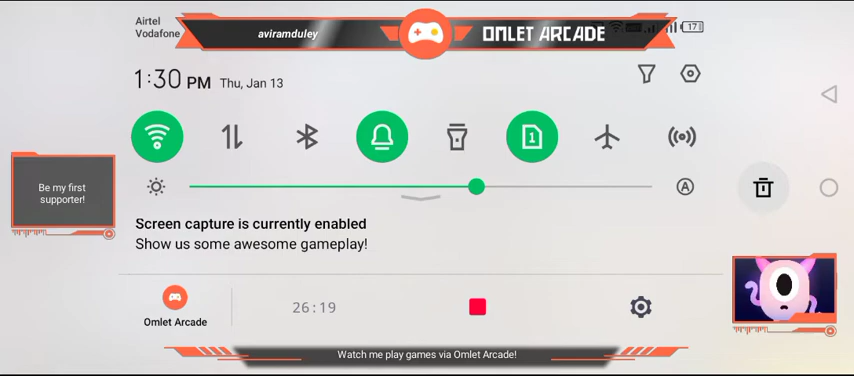 Airtel
Vodafone
aviramduley
OMLET ARCADE
17
1:30 PM Thu, Jan 13
1
A
Be my first
supporter!
Screen capture is currently enabled
Show us some awesome gameplay!
Omlet Arcade
26:19
Watch me play games via Omlet Arcade!